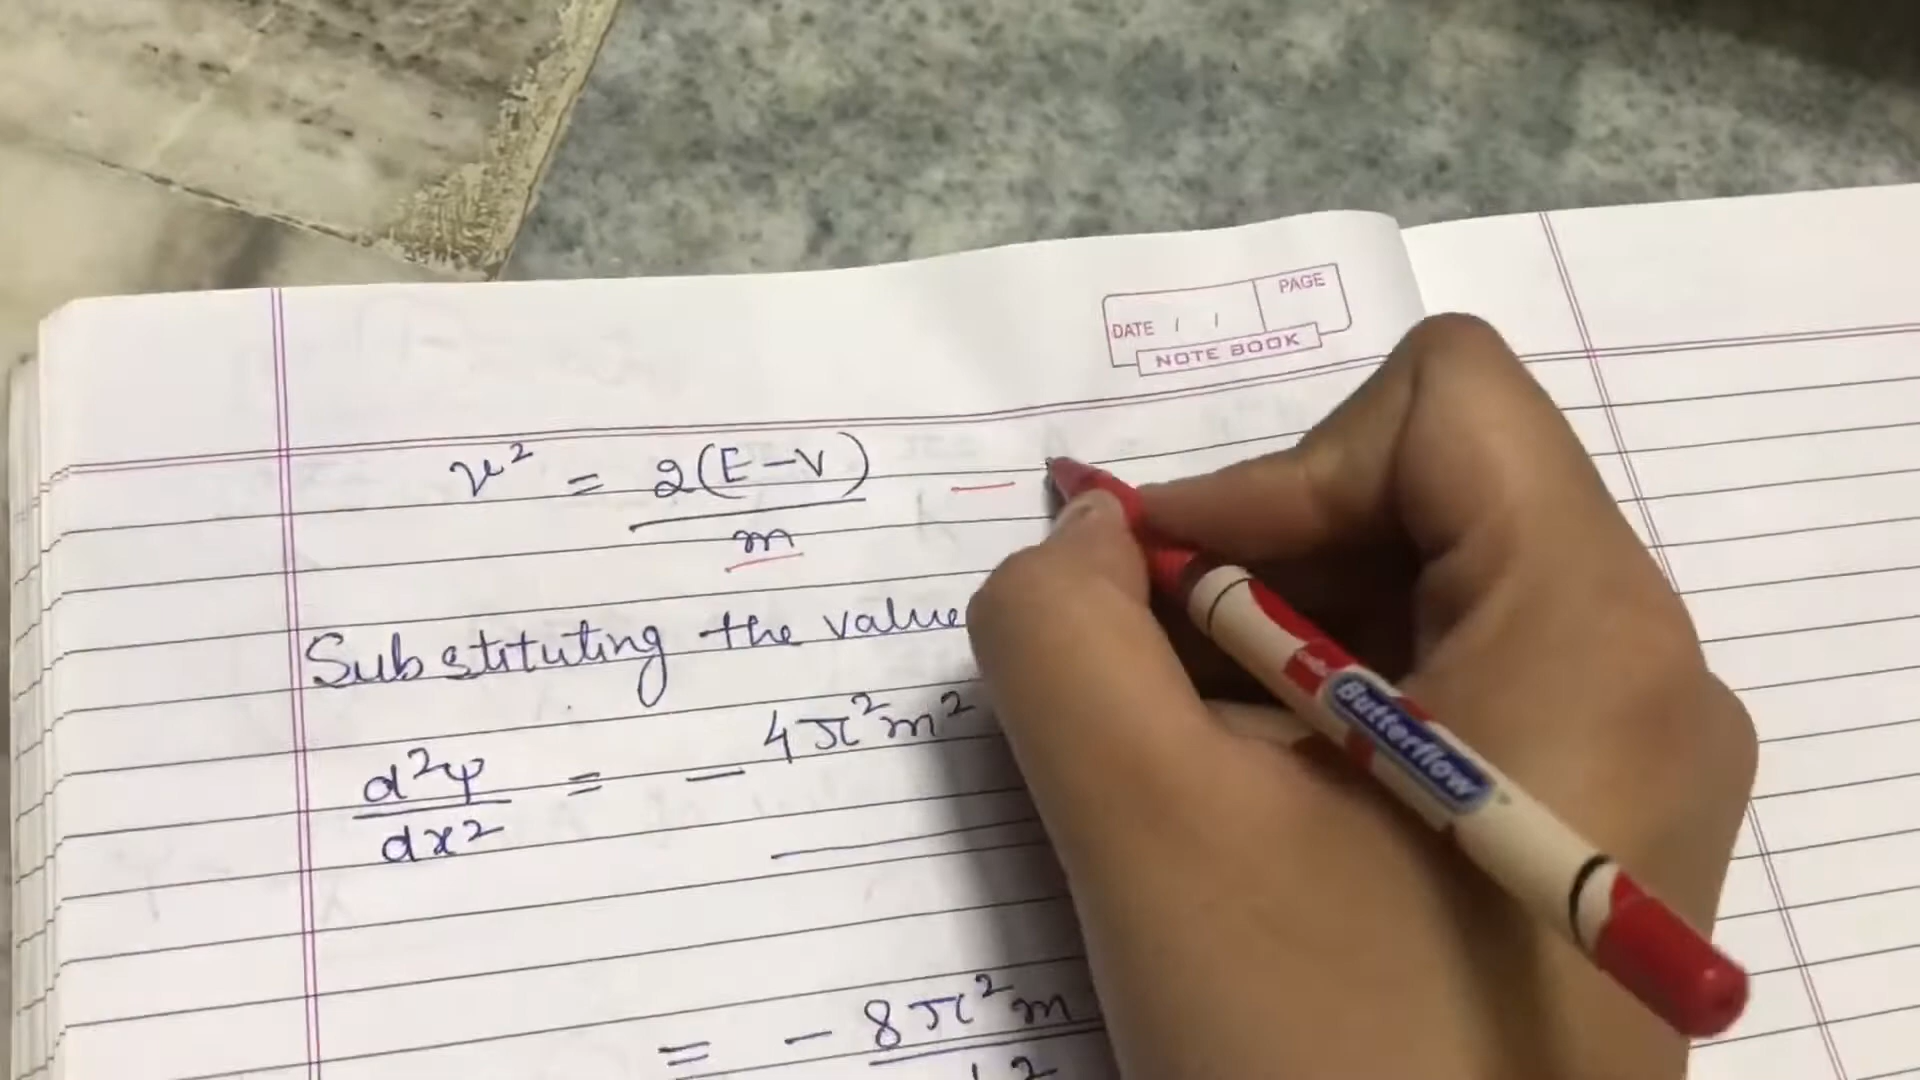 PAGE
DATE / /
NOTE BOOK
v² = 2(E-V)
m
Substituting the value
d²ψ = - 4π²m²
dx²
= - 8π²m
Butterflow